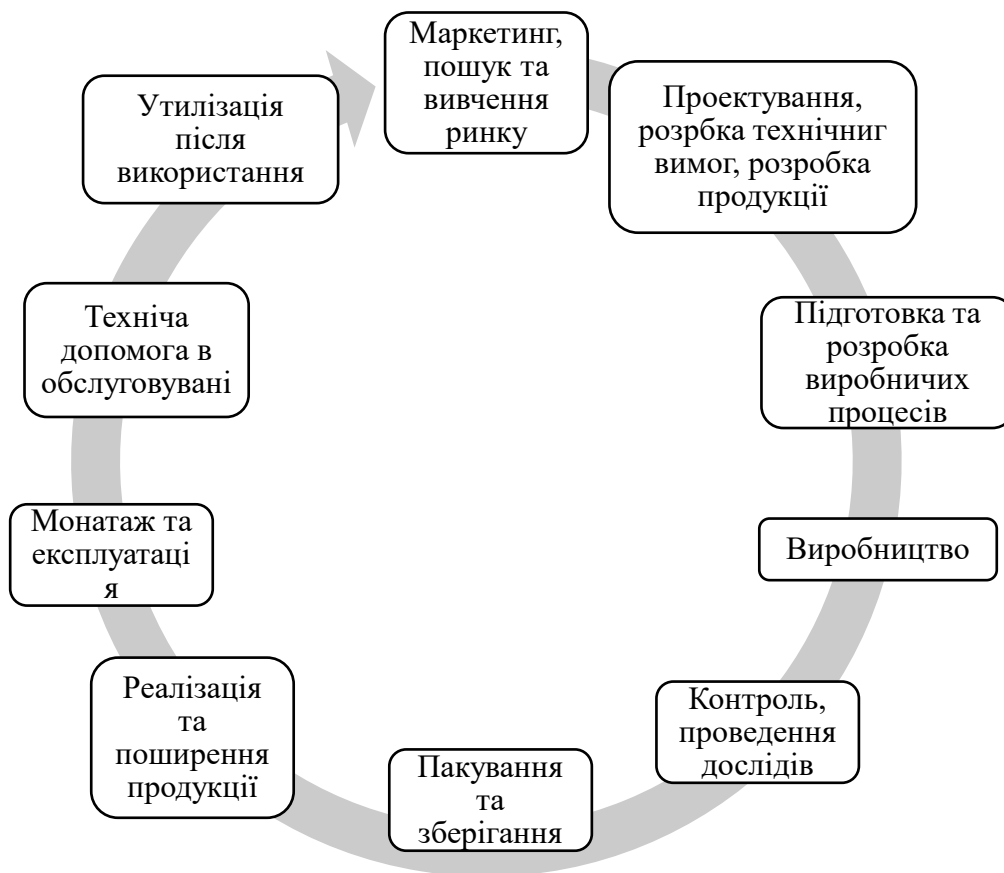 Маркетинг,
пошук та
вивчення
ринку
Проектування,
розрбка технічниг
вимог, розробка
продукції
Підготовка та
розробка
виробничих
процесів
Виробництво
Контроль,
проведення
дослідів
Пакування
та
зберігання
Реалізація
та
поширення
продукції
Монатаж та
експлуатаці
я
Техніча
допомога в
обслуговувані
Утилізація
після
використання